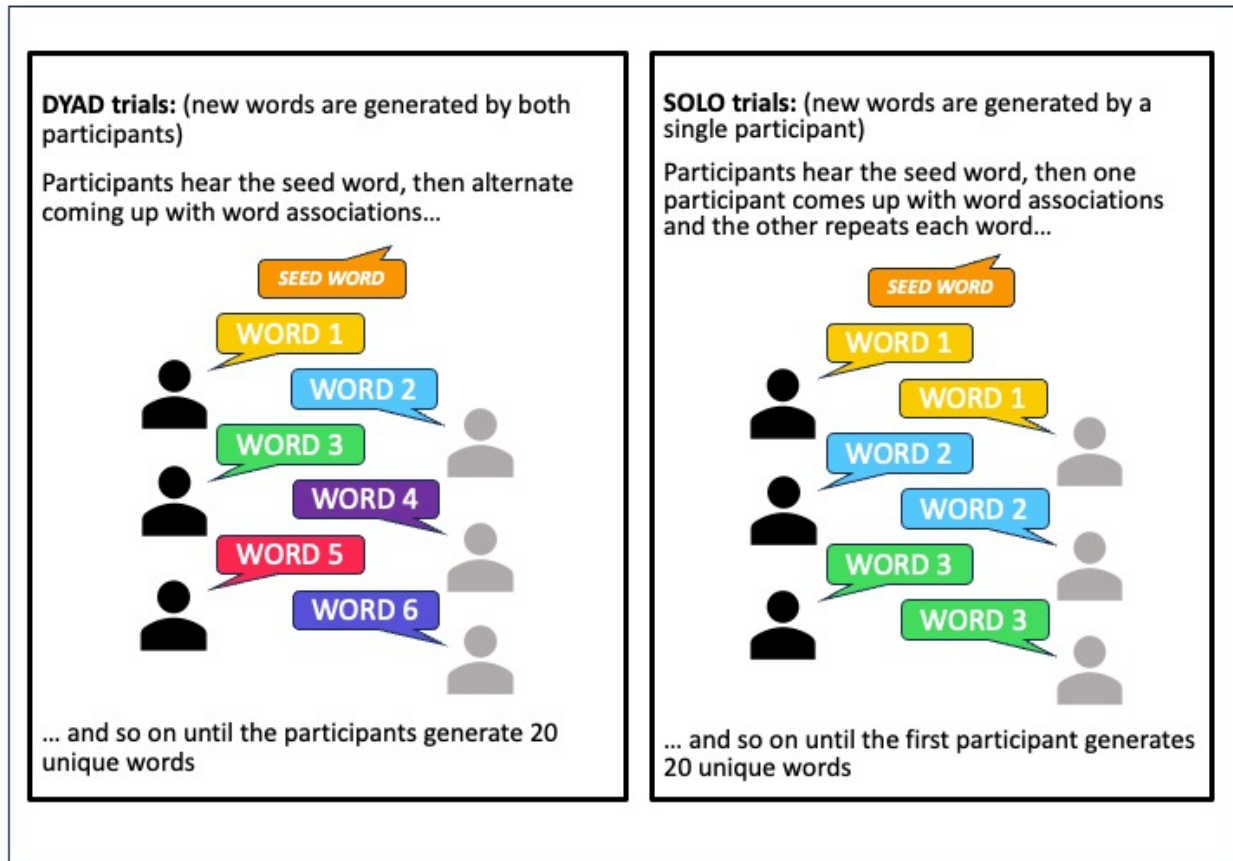 DYAD trials: (new words are generated by both
participants)
Participants hear the seed word, then alternate
coming up with word associations...
SEED WORD
WORD 1
WORD 2
WORD 3
WORD 4
WORD 5
WORD 6
... and so on until the participants generate 20
unique words
SOLO trials: (new words are generated by a
single participant)
Participants hear the seed word, then one
participant comes up with word associations
and the other repeats each word...
SEED WORD
WORD 1
WORD 1
WORD 2
WORD 2
WORD 3
WORD 3
... and so on until the first participant generates
20 unique words